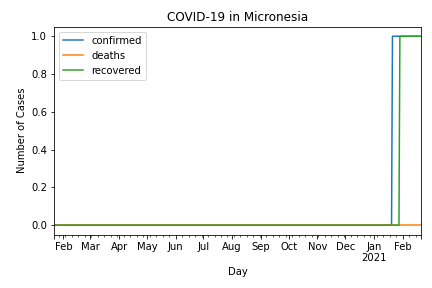 COVID-19 in Micronesia
confirmed
deaths
recovered
Number of Cases
1.0
0.8
0.6
0.4
0.2
0.0
Feb Mar Apr May Jun Jul Aug Sep Oct Nov Dec Jan Feb
2021
Day